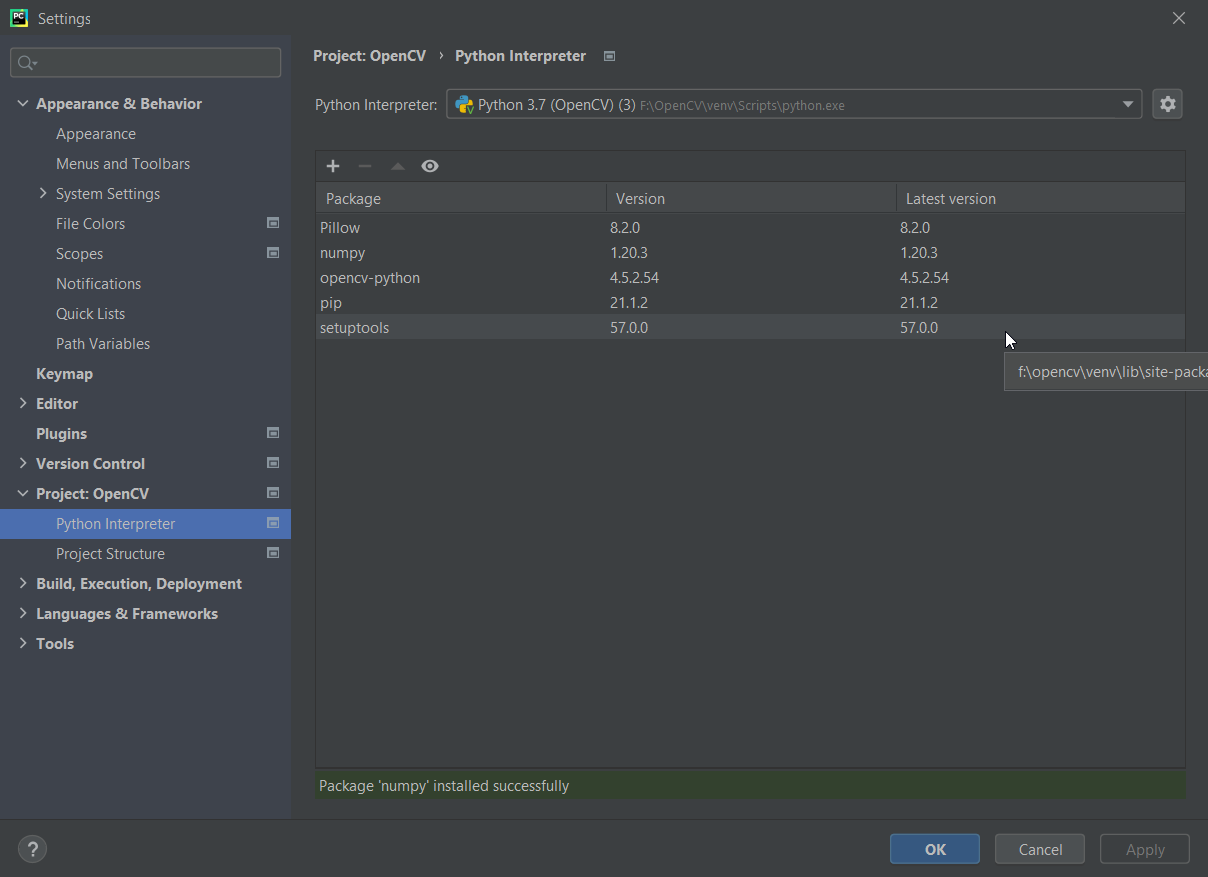 PC
Settings
Project: OpenCV › Python Interpreter
Python Interpreter: Python 3.7 (OpenCV) (3) F:\OpenCV\venv\Scripts\python.exe
Appearance & Behavior
Appearance
Menus and Toolbars
System Settings
File Colors
Scopes
Notifications
Quick Lists
Path Variables
Keymap
Editor
Plugins
Version Control
Project: OpenCV
Python Interpreter
Project Structure
Build, Execution, Deployment
Languages & Frameworks
Tools
Package Version Latest version
Pillow 8.2.0 8.2.0
numpy 1.20.3 1.20.3
opencv-python 4.5.2.54 4.5.2.54
pip 21.1.2 21.1.2
setuptools 57.0.0 57.0.0
f:\opencv\venv\lib\site-packa
Package 'numpy' installed successfully
?
OK Cancel Apply